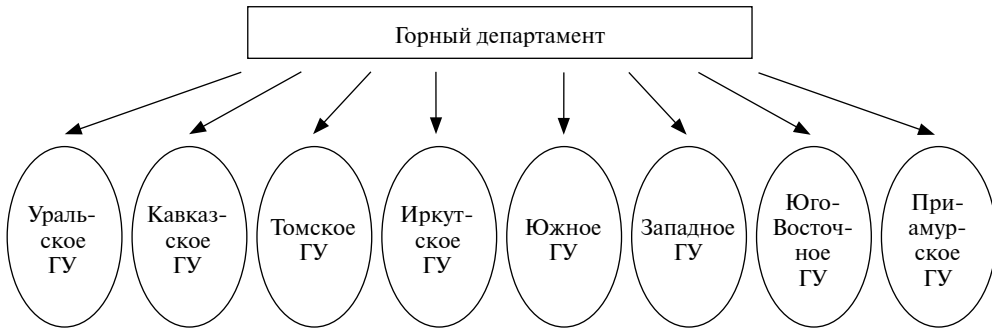 Горный департамент
Ураль-
ское
ГУ
Кавказ-
ское
ГУ
Томское
ГУ
Иркут-
ское
ГУ
Южное
ГУ
Западное
ГУ
Юго-
Восточ-
ное
ГУ
При-
амур-
ское
ГУ